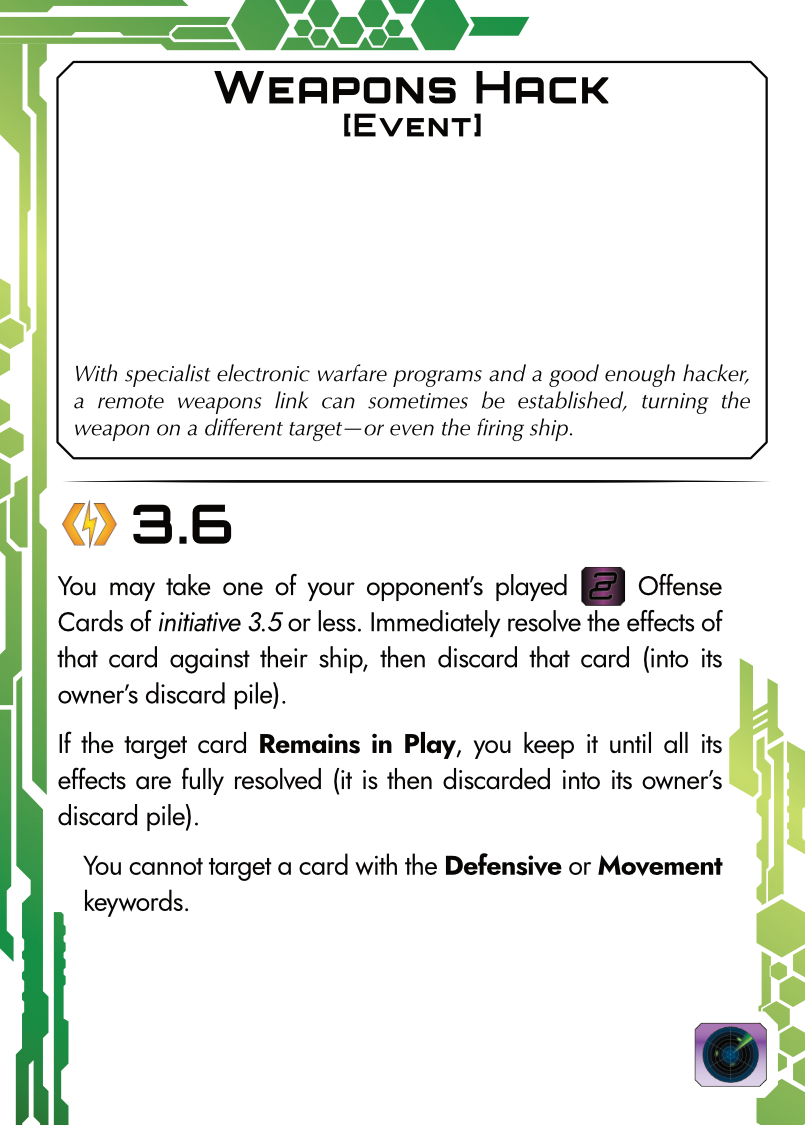 Weapons Hack
[Event]
With specialist electronic warfare programs and a good enough hacker,
a remote weapons link can sometimes be established, turning the
weapon on a different target—or even the firing ship.
3.6
You may take one of your opponent's played 2 Offense
Cards of initiative 3.5 or less. Immediately resolve the effects of
that card against their ship, then discard that card (into its
owner's discard pile).
If the target card Remains in Play, you keep it until all its
effects are fully resolved (it is then discarded into its owner's
discard pile).
You cannot target a card with the Defensive or Movement
keywords.